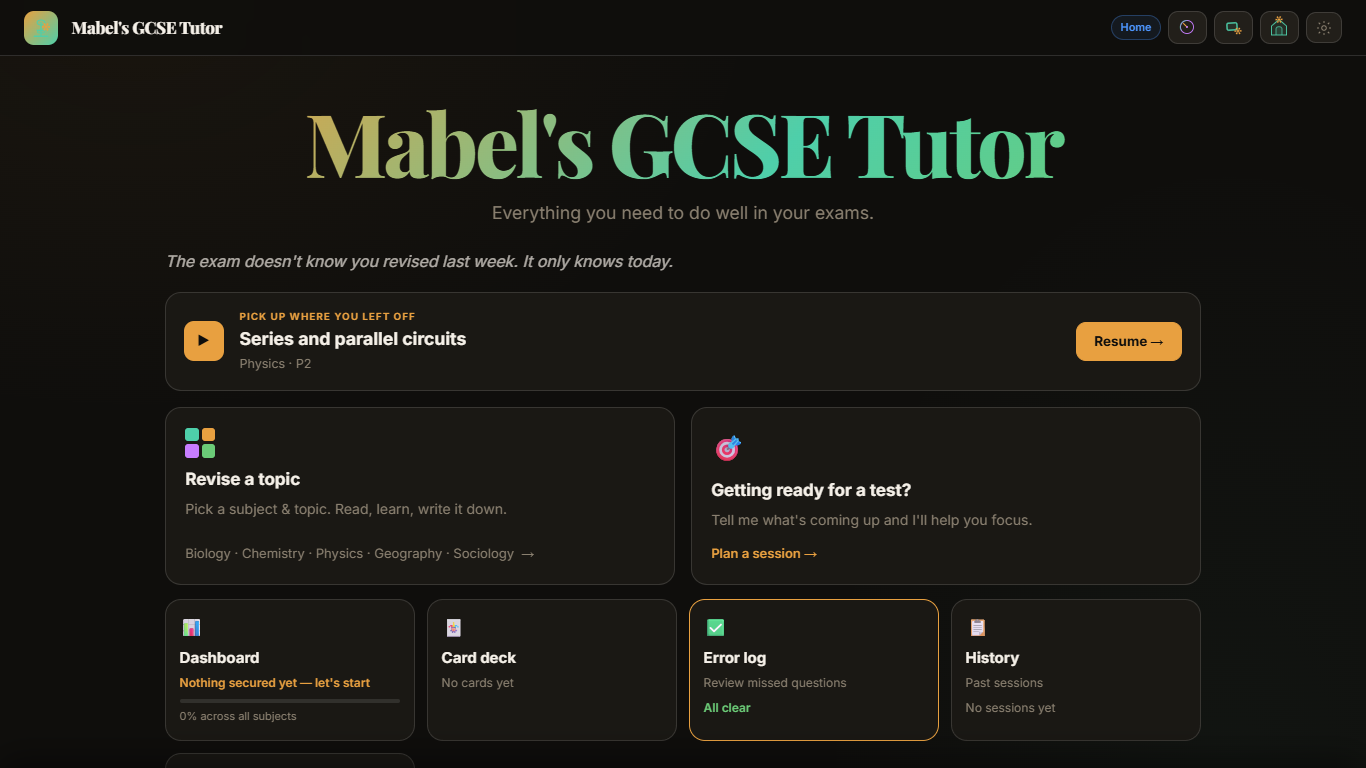 Mabel's GCSE Tutor
Home
Mabel's GCSE Tutor
Everything you need to do well in your exams.
The exam doesn't know you revised last week. It only knows today.
PICK UP WHERE YOU LEFT OFF
Series and parallel circuits
Physics · P2
Resume →
Revise a topic
Pick a subject & topic. Read, learn, write it down.
Biology · Chemistry · Physics · Geography · Sociology →
Getting ready for a test?
Tell me what's coming up and I'll help you focus.
Plan a session →
Dashboard
Nothing secured yet — let's start
0% across all subjects
Card deck
No cards yet
Error log
Review missed questions
All clear
History
Past sessions
No sessions yet